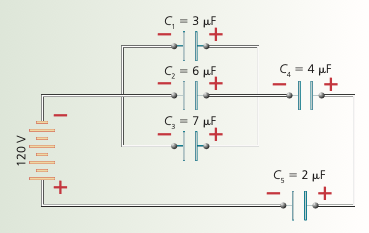 C₁ = 3 μF
− +
C₂ = 6 μF
− +
C₄ = 4 μF
− +
C₃ = 7 μF
− +
−
120 V
+
C₅ = 2 μF
− +